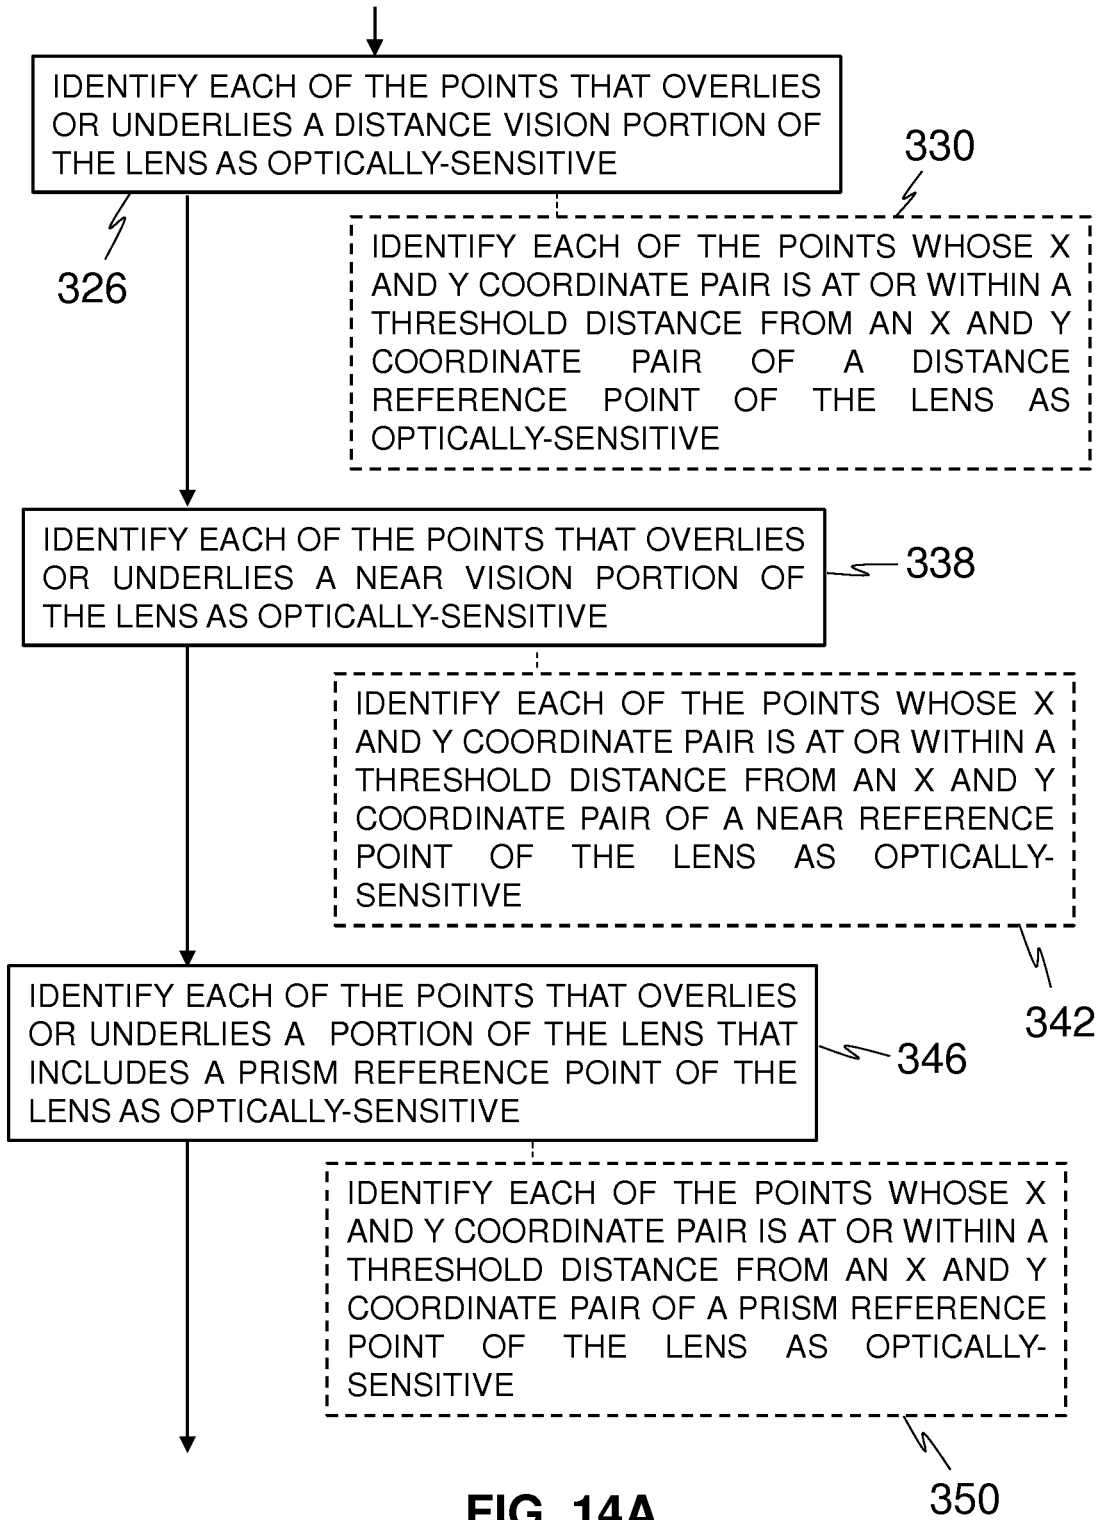 IDENTIFY EACH OF THE POINTS THAT OVERLIES
OR UNDERLIES A DISTANCE VISION PORTION OF
THE LENS AS OPTICALLY-SENSITIVE
330
326
IDENTIFY EACH OF THE POINTS WHOSE X
AND Y COORDINATE PAIR IS AT OR WITHIN A
THRESHOLD DISTANCE FROM AN X AND Y
COORDINATE PAIR OF A DISTANCE
REFERENCE POINT OF THE LENS AS
OPTICALLY-SENSITIVE
IDENTIFY EACH OF THE POINTS THAT OVERLIES
OR UNDERLIES A NEAR VISION PORTION OF
THE LENS AS OPTICALLY-SENSITIVE
338
IDENTIFY EACH OF THE POINTS WHOSE X
AND Y COORDINATE PAIR IS AT OR WITHIN A
THRESHOLD DISTANCE FROM AN X AND Y
COORDINATE PAIR OF A NEAR REFERENCE
POINT OF THE LENS AS OPTICALLY-
SENSITIVE
342
IDENTIFY EACH OF THE POINTS THAT OVERLIES
OR UNDERLIES A PORTION OF THE LENS THAT
INCLUDES A PRISM REFERENCE POINT OF THE
LENS AS OPTICALLY-SENSITIVE
346
IDENTIFY EACH OF THE POINTS WHOSE X
AND Y COORDINATE PAIR IS AT OR WITHIN A
THRESHOLD DISTANCE FROM AN X AND Y
COORDINATE PAIR OF A PRISM REFERENCE
POINT OF THE LENS AS OPTICALLY-
SENSITIVE
350
FIG. 14A